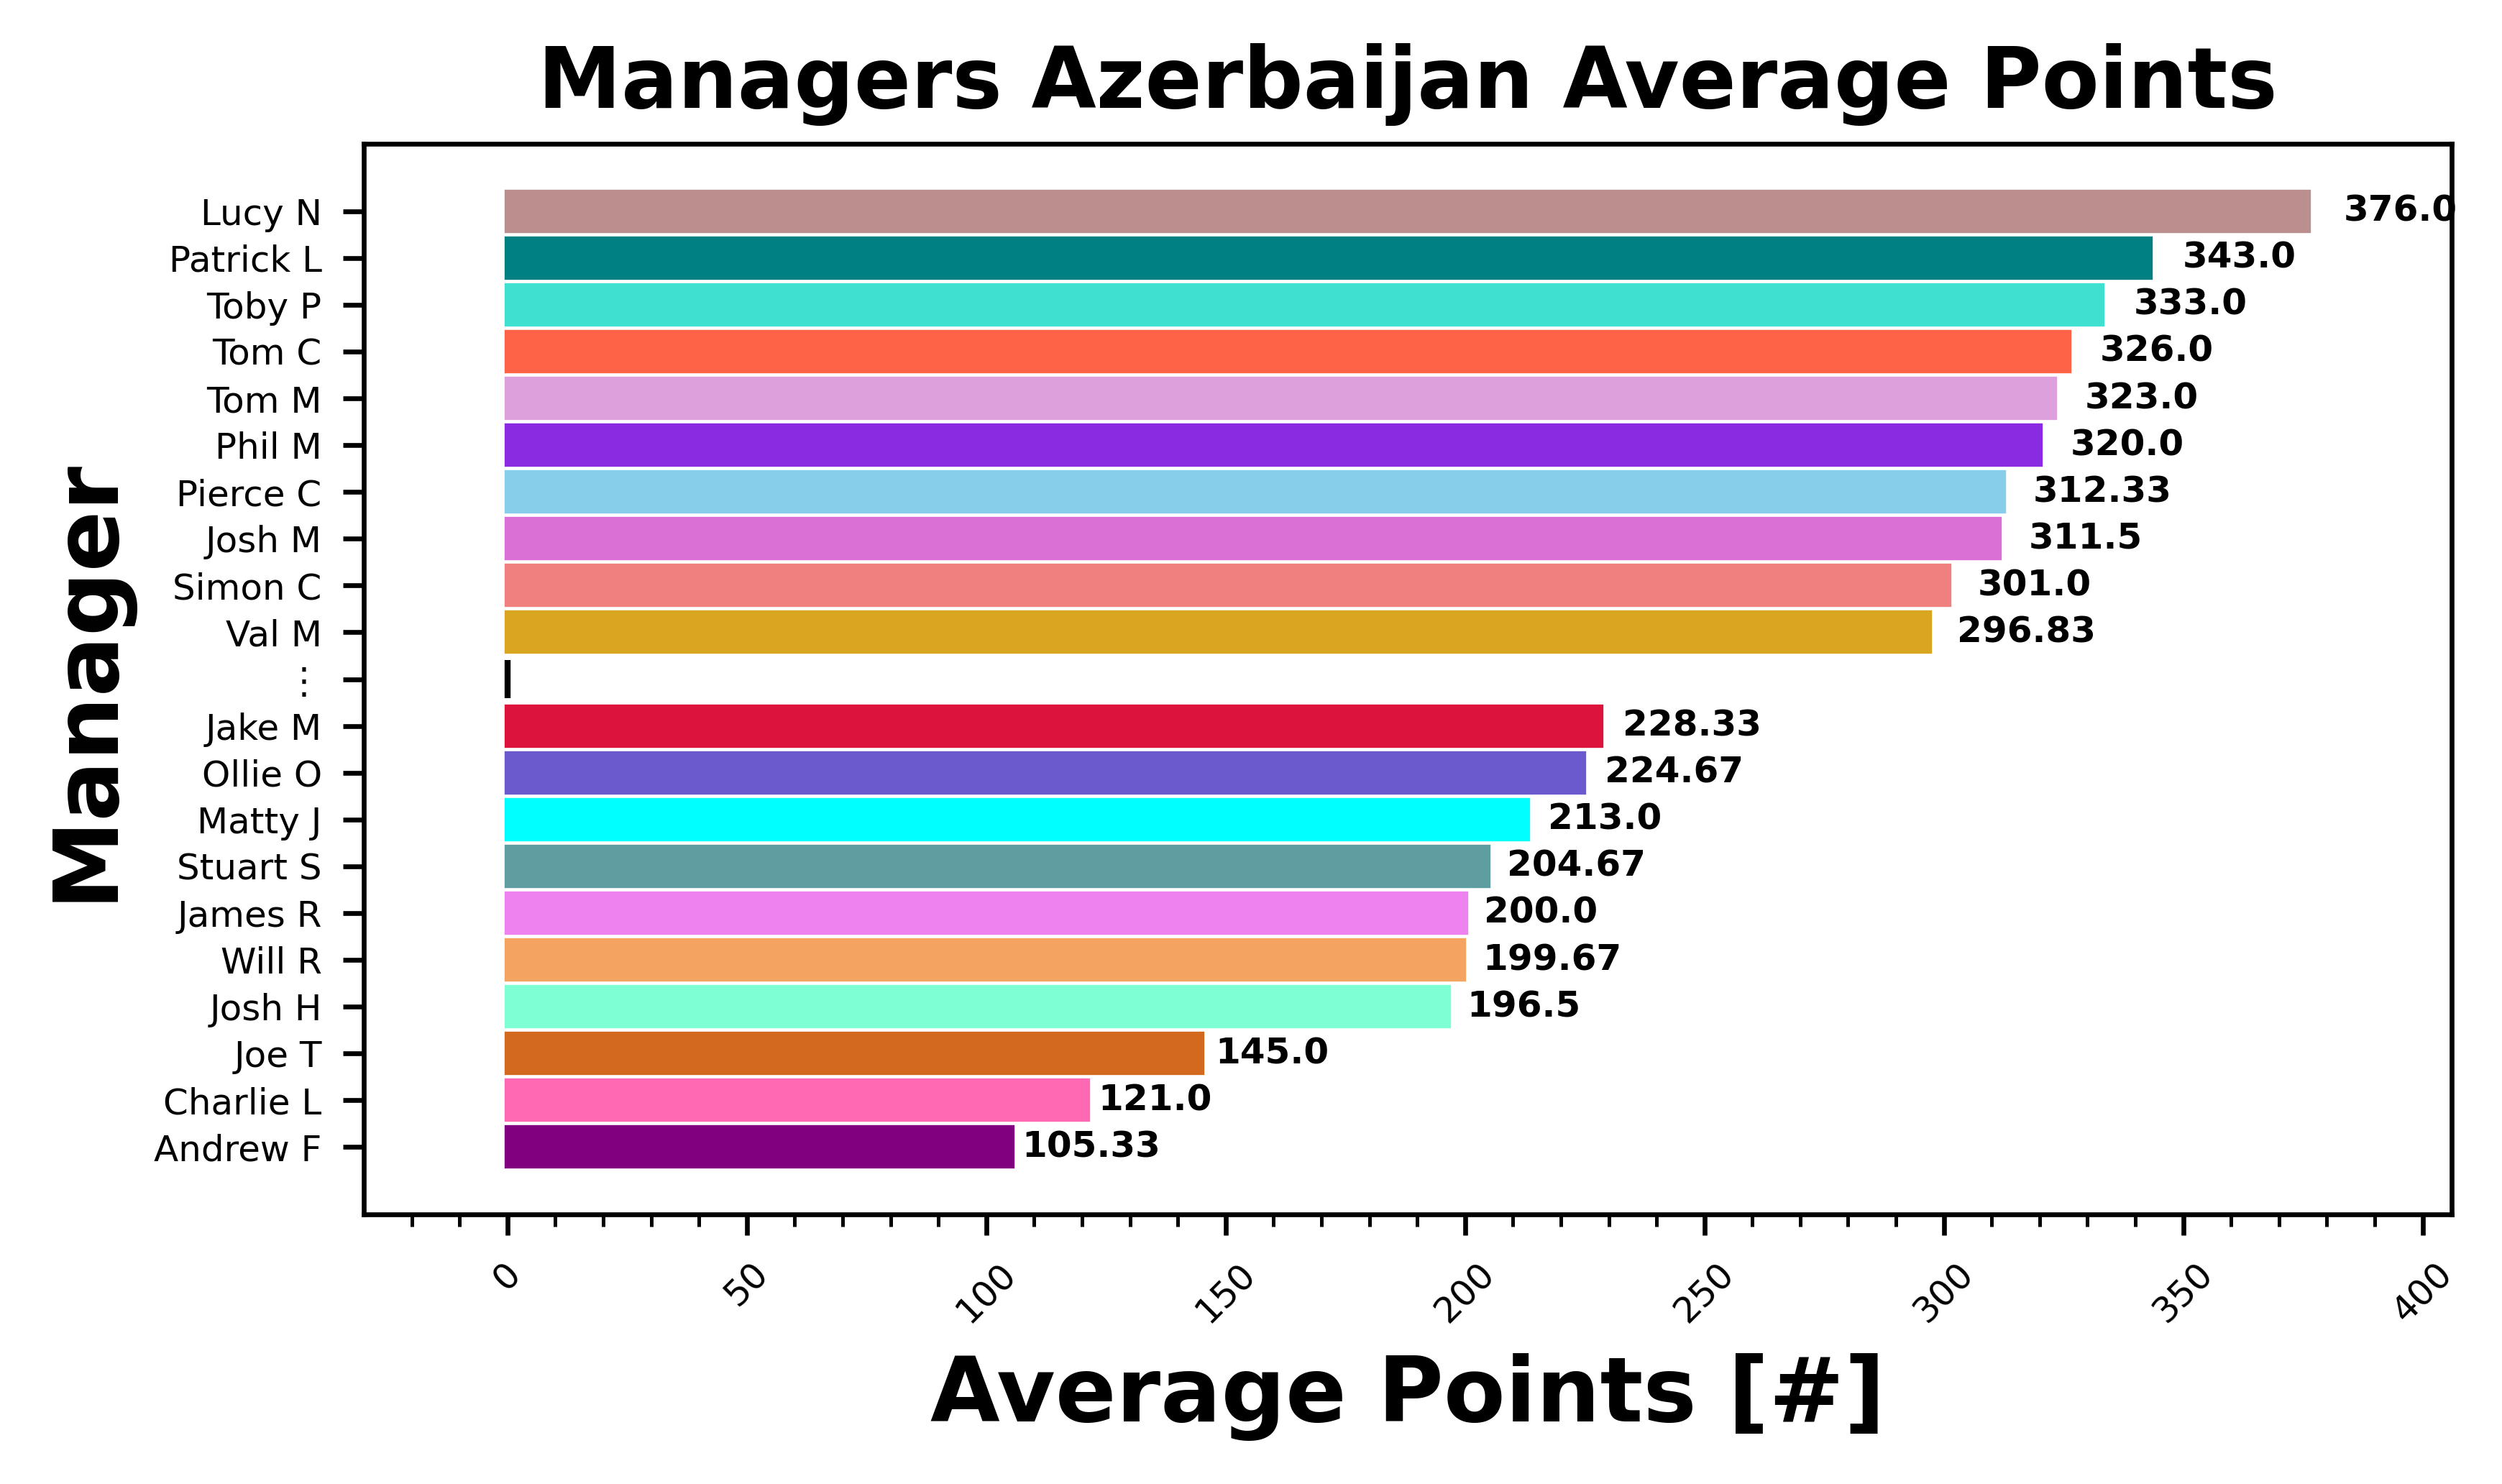 Managers Azerbaijan Average Points
Manager
Lucy N 376.0
Patrick L 343.0
Toby P 333.0
Tom C 326.0
Tom M 323.0
Phil M 320.0
Pierce C 312.33
Josh M 311.5
Simon C 301.0
Val M 296.83
⋮
Jake M 228.33
Ollie O 224.67
Matty J 213.0
Stuart S 204.67
James R 200.0
Will R 199.67
Josh H 196.5
Joe T 145.0
Charlie L 121.0
Andrew F 105.33
0 50 100 150 200 250 300 350 400
Average Points [#]